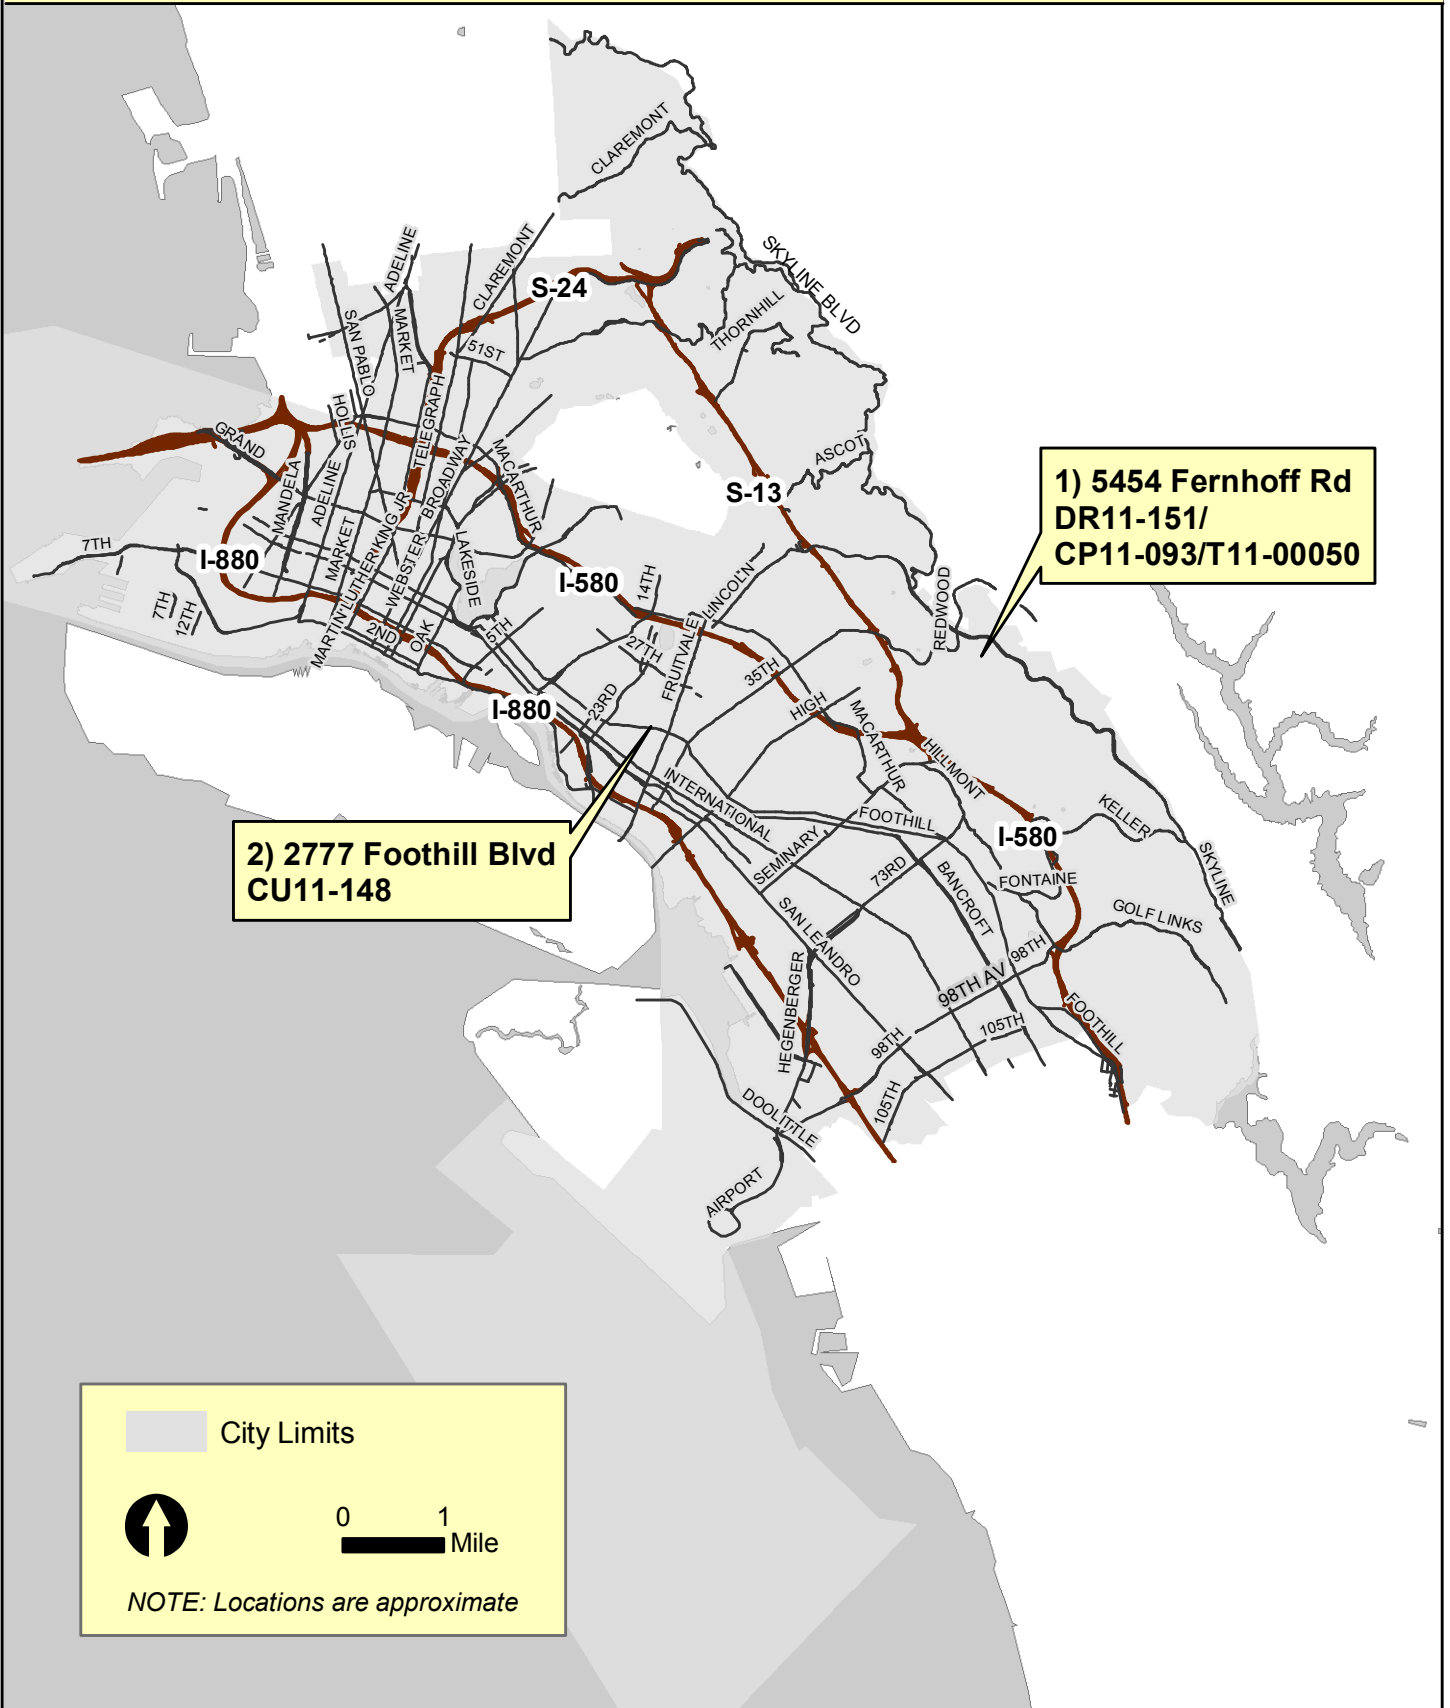 CLAREMONT
SKYLINE BLVD
ADELINE
CLAREMONT
S-24
THORNHILL
SAN PABLO
MARKET
51ST
TELEGRAPH
HOLLIS
GRAND
BROADWAY
MACARTHUR
ASCOT
S-13
MANDELA
ADELINE
MARKET
MARTIN LUTHER KING JR
WEBSTER
LAKESIDE
7TH
I-880
I-580
14TH
LINCOLN
REDWOOD
1) 5454 Fernhoff Rd
DR11-151/
CP11-093/T11-00050
7TH
12TH
2ND
OAK
5TH
27TH
FRUITVALE
35TH
23RD
I-880
HIGH
MACARTHUR
HILLMONT
INTERNATIONAL
FOOTHILL
KELLER
I-580
SKYLINE
2) 2777 Foothill Blvd
CU11-148
SEMINARY
73RD
BANCROFT
FONTAINE
GOLF LINKS
SAN LEANDRO
98TH
98TH AV
HEGENBERGER
FOOTHILL
98TH
105TH
105TH
DOOLITTLE
AIRPORT
City Limits
0 1
Mile
NOTE: Locations are approximate